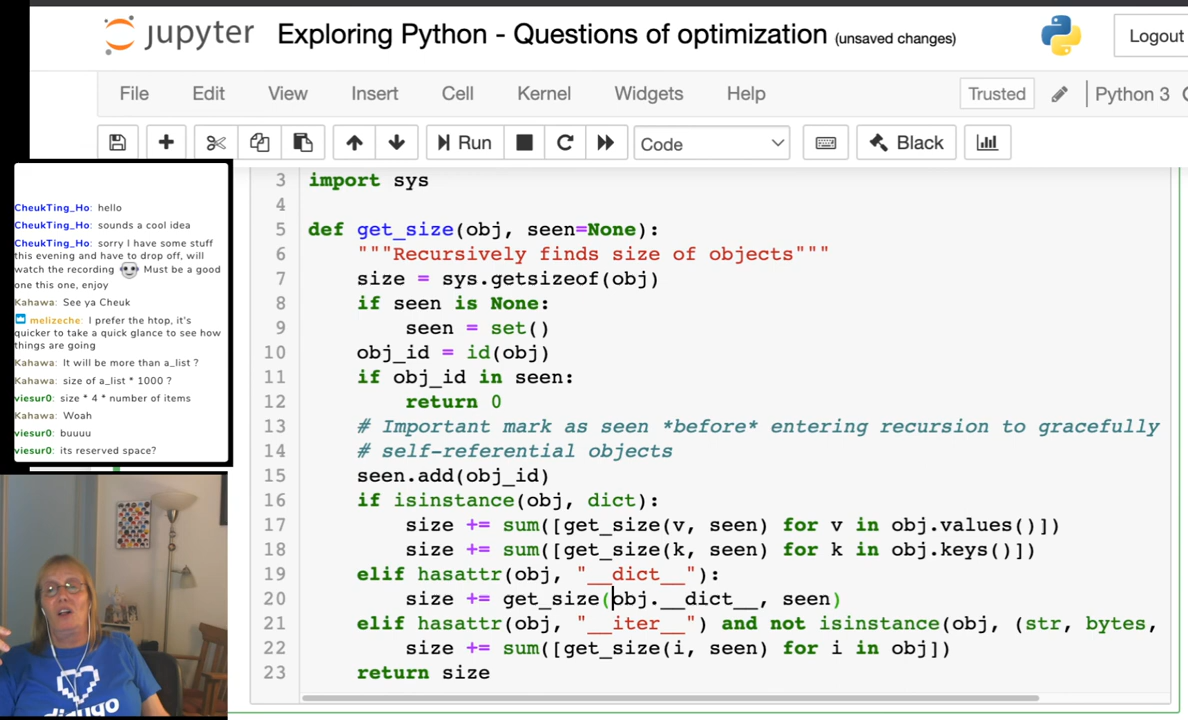 jupyter Exploring Python - Questions of optimization (unsaved changes) Logout
File Edit View Insert Cell Kernel Widgets Help Trusted Python 3
Run Code Black
CheukTing_Ho: hello
CheukTing_Ho: sounds a cool idea
CheukTing_Ho: sorry I have some stuff
this evening and have to drop off, will
watch the recording Must be a good
one this one, enjoy
Kahawa: See ya Cheuk
melizeche: I prefer the htop, it's
quicker to take a quick glance to see how
things are going
Kahawa: It will be more than a_list ?
Kahawa: size of a_list * 1000 ?
viesur0: size * 4 * number of items
Kahawa: Woah
viesur0: buuuu
viesur0: its reserved space?
3 import sys
4
5 def get_size(obj, seen=None):
6 """Recursively finds size of objects"""
7 size = sys.getsizeof(obj)
8 if seen is None:
9 seen = set()
10 obj_id = id(obj)
11 if obj_id in seen:
12 return 0
13 # Important mark as seen *before* entering recursion to gracefully
14 # self-referential objects
15 seen.add(obj_id)
16 if isinstance(obj, dict):
17 size += sum([get_size(v, seen) for v in obj.values()])
18 size += sum([get_size(k, seen) for k in obj.keys()])
19 elif hasattr(obj, "__dict__"):
20 size += get_size(obj.__dict__, seen)
21 elif hasattr(obj, "__iter__") and not isinstance(obj, (str, bytes,
22 size += sum([get_size(i, seen) for i in obj])
23 return size